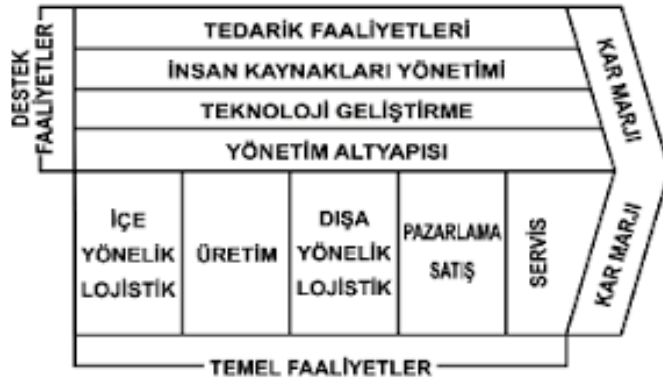 DESTEK
FAALİYETLER
TEDARİK FAALİYETLERİ
İNSAN KAYNAKLARI YÖNETİMİ
TEKNOLOJİ GELİŞTİRME
YÖNETİM ALTYAPISI
KAR MARJI
İÇE
YÖNELİK
LOJİSTİK
ÜRETİM
DIŞA
YÖNELİK
LOJİSTİK
PAZARLAMA
SATIŞ
SERVİS
KAR MARJI
TEMEL FAALİYETLER